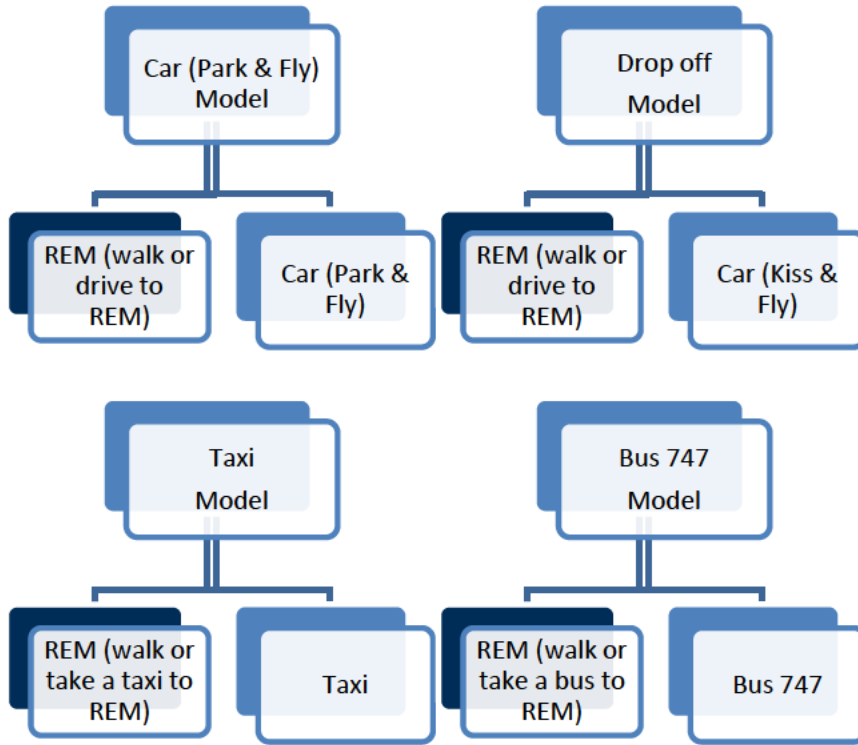 Car (Park & Fly)
Model
Drop off
Model
REM (walk or
drive to
REM)
Car (Park &
Fly)
REM (walk or
drive to
REM)
Car (Kiss &
Fly)
Taxi
Model
Bus 747
Model
REM (walk or
take a taxi to
REM)
Taxi
REM (walk or
take a bus to
REM)
Bus 747